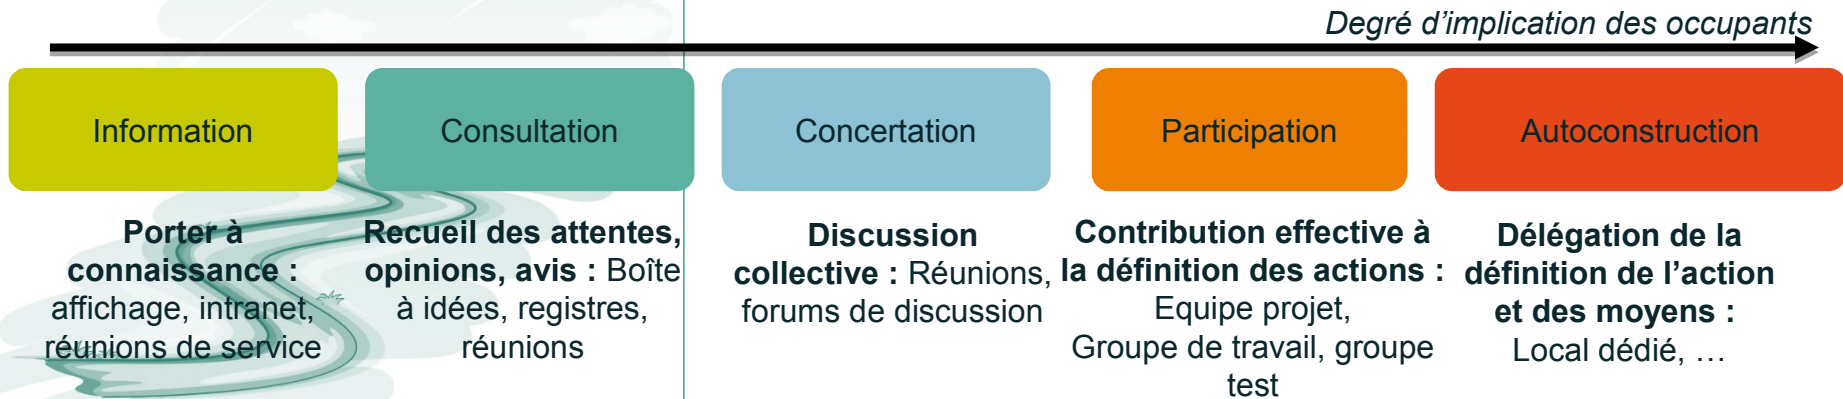 Degré d'implication des occupants
Information
Consultation
Concertation
Participation
Autoconstruction
Porter à
connaissance :
affichage, intranet,
réunions de service
Recueil des attentes,
opinions, avis : Boîte
à idées, registres,
réunions
Discussion
collective : Réunions,
forums de discussion
Contribution effective à
la définition des actions :
Equipe projet,
Groupe de travail, groupe
test
Délégation de la
définition de l'action
et des moyens :
Local dédié, …